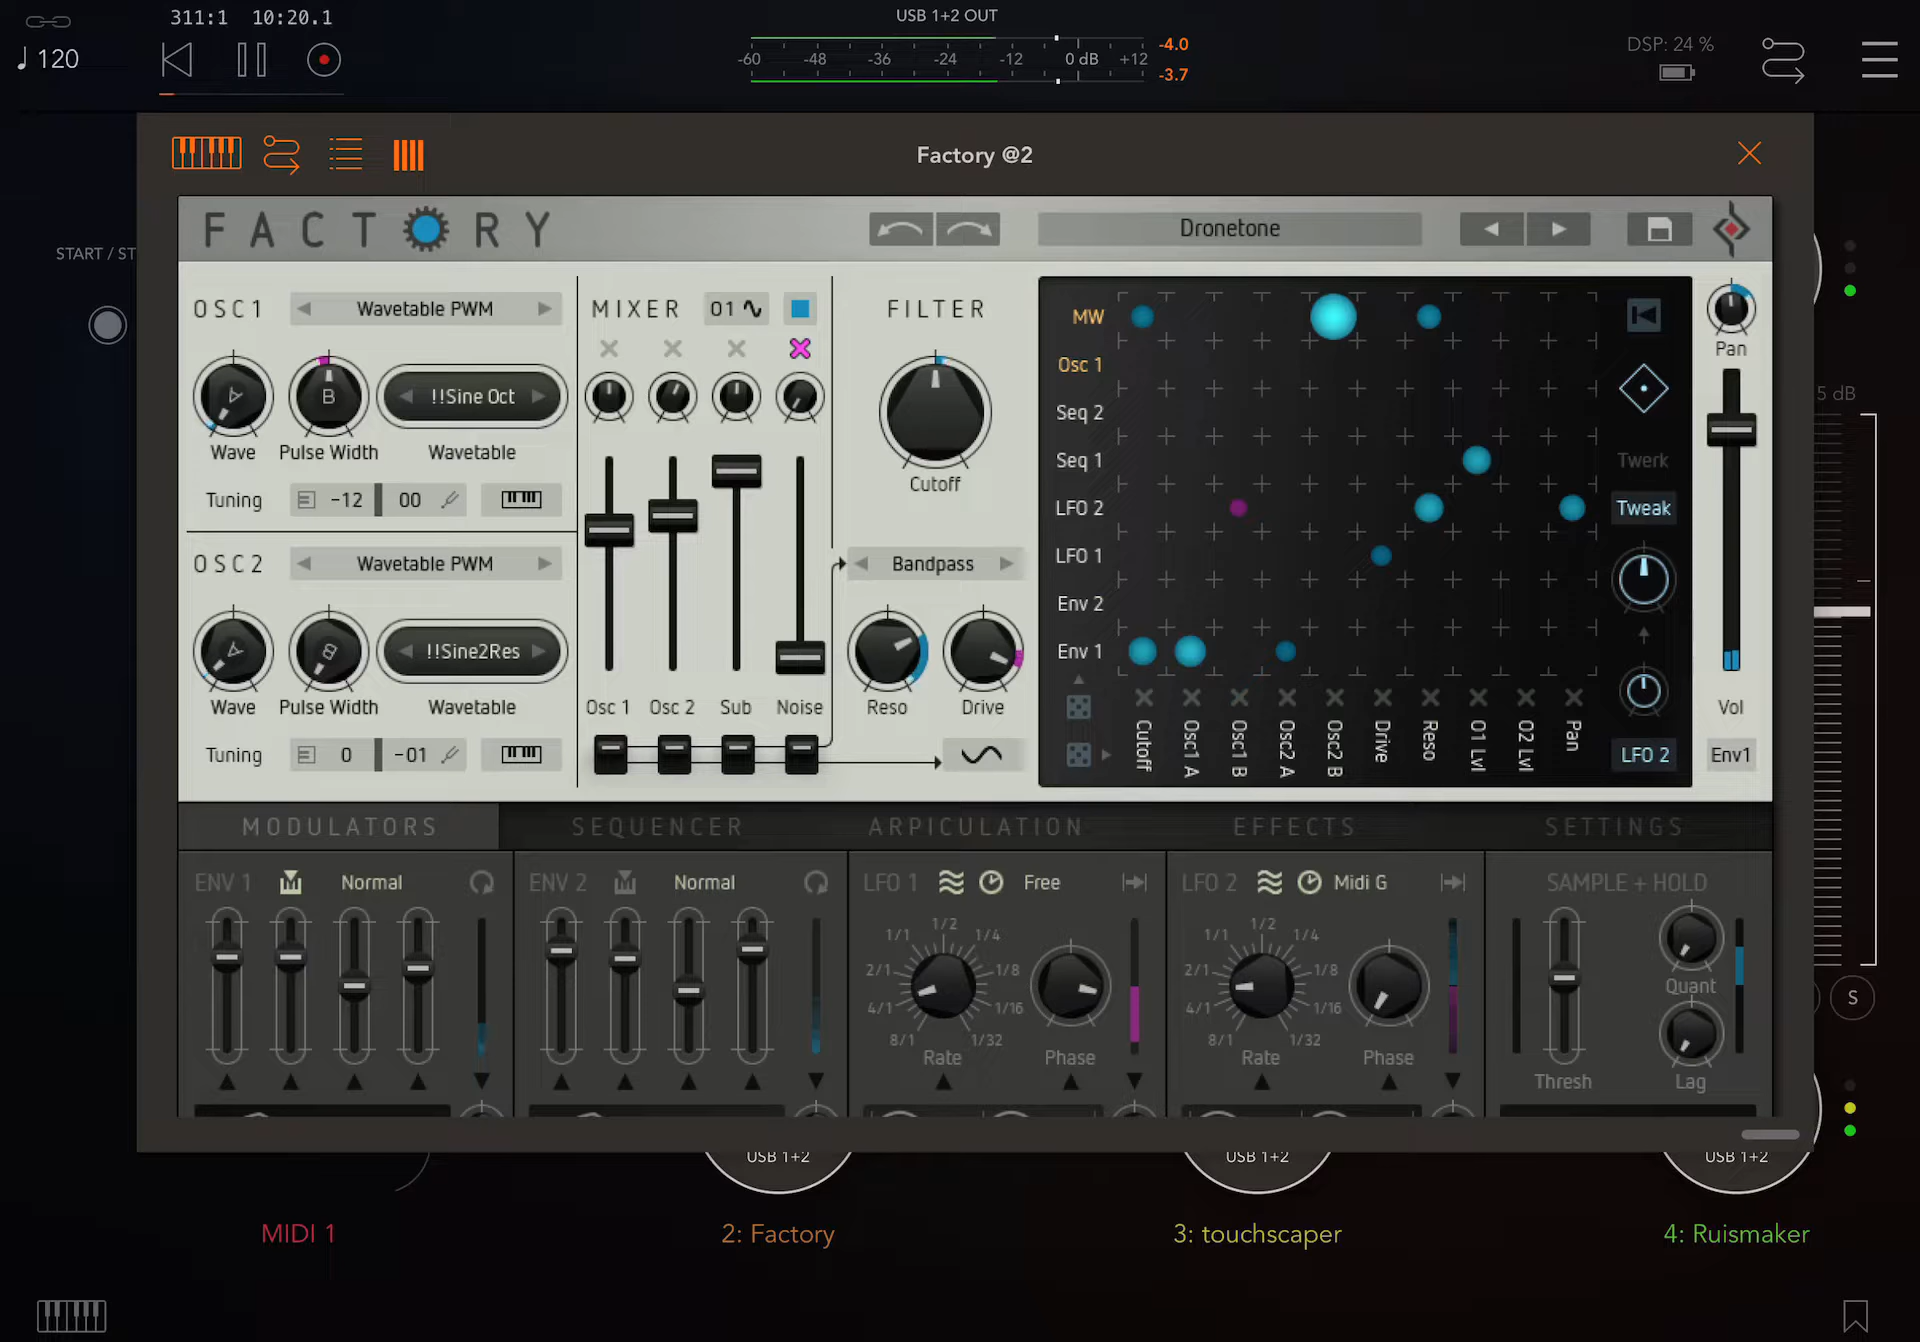 311:1 10:20.1
USB 1+2 OUT
120
-60 -48 -36 -24 -12 0 dB +12
-4.0
-3.7
DSP: 24 %
Factory @2
START / ST
FACTORY
Dronetone
OSC1
Wavetable PWM
A
B
!!Sine Oct
Wave
Pulse Width
Wavetable
Tuning
-12
00
OSC2
Wavetable PWM
A
B
!!Sine2Res
Wave
Pulse Width
Wavetable
Tuning
0
-01
MIXER
01
Osc 1
Osc 2
Sub
Noise
FILTER
Cutoff
Bandpass
Reso
Drive
MW
Osc 1
Seq 2
Seq 1
LFO 2
LFO 1
Env 2
Env 1
Cutoff
Osc1 A
Osc1 B
Osc2 A
Osc2 B
Drive
Reso
O1 Lvl
O2 Lvl
Pan
Twerk
Tweak
LFO 2
Pan
Vol
Env1
5 dB
S
MODULATORS
SEQUENCER
ARPICULATION
EFFECTS
SETTINGS
ENV 1
M
Normal
ENV 2
M
Normal
LFO 1
Free
8/1
4/1
2/1
1/1
1/2
1/4
1/8
1/16
1/32
Rate
Phase
LFO 2
Midi G
8/1
4/1
2/1
1/1
1/2
1/4
1/8
1/16
1/32
Rate
Phase
SAMPLE + HOLD
Thresh
Quant
Lag
USB 1+2
USB 1+2
USB 1+2
MIDI 1
2: Factory
3: touchscaper
4: Ruismaker